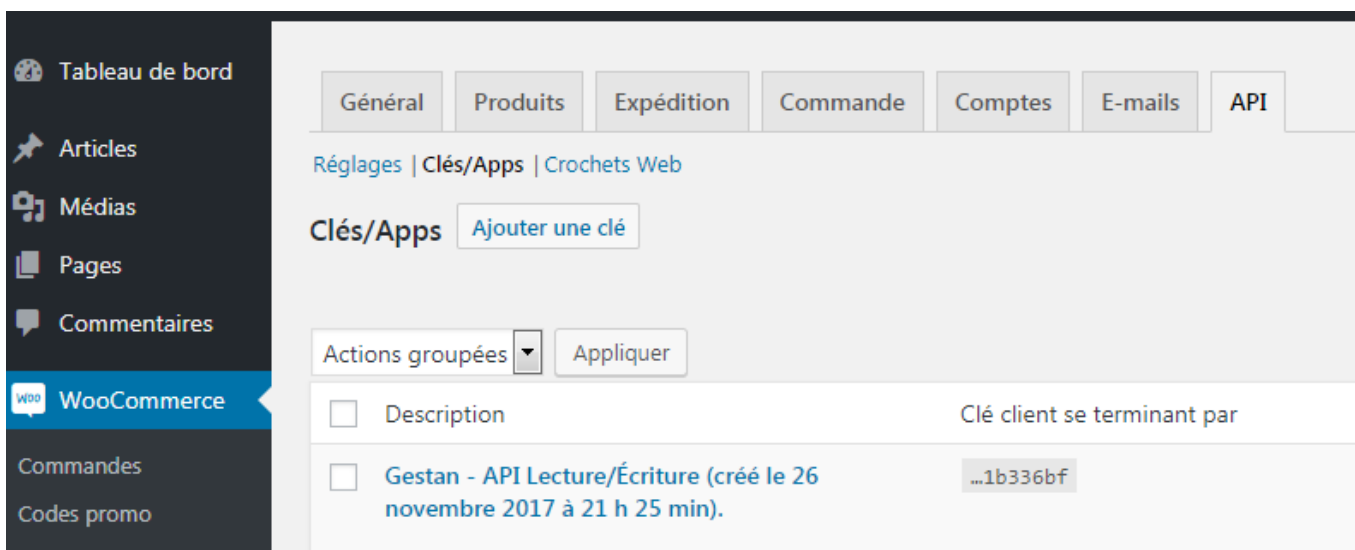 Tableau de bord
Articles
Médias
Pages
Commentaires
WOO WooCommerce
Commandes
Codes promo
Général Produits Expédition Commande Comptes E-mails API
Réglages | Clés/Apps | Crochets Web
Clés/Apps Ajouter une clé
Actions groupées Appliquer
Description Clé client se terminant par
Gestan - API Lecture/Écriture (créé le 26 …1b336bf
novembre 2017 à 21 h 25 min).